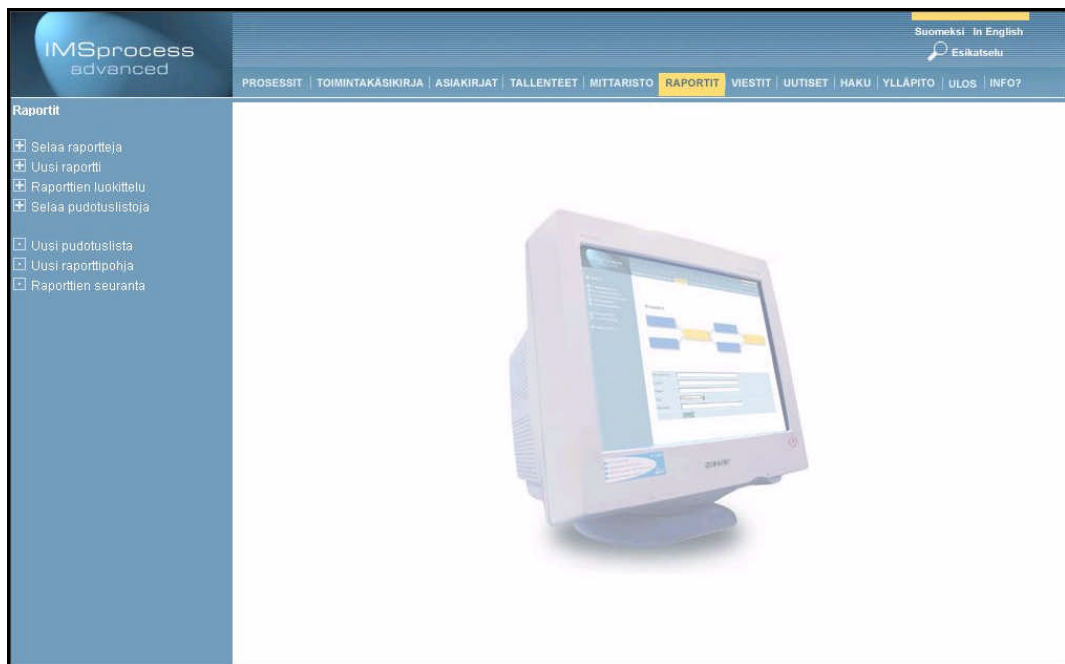 IMSprocess
advanced
Suomeksi In English
Esikatselu
PROSESSIT | TOIMINTAKÄSIKIRJA | ASIAKIRJAT | TALLENTEET | MITTARISTO RAPORTIT VIESTIT | UUTISET | HAKU | YLLÄPITO | ULOS | INFO?
Raportit
Selaa raportteja
Uusi raportti
Raporttien luokittelu
Selaa pudotuslistoja
Uusi pudotuslista
Uusi raporttipohja
Raporttien seuranta